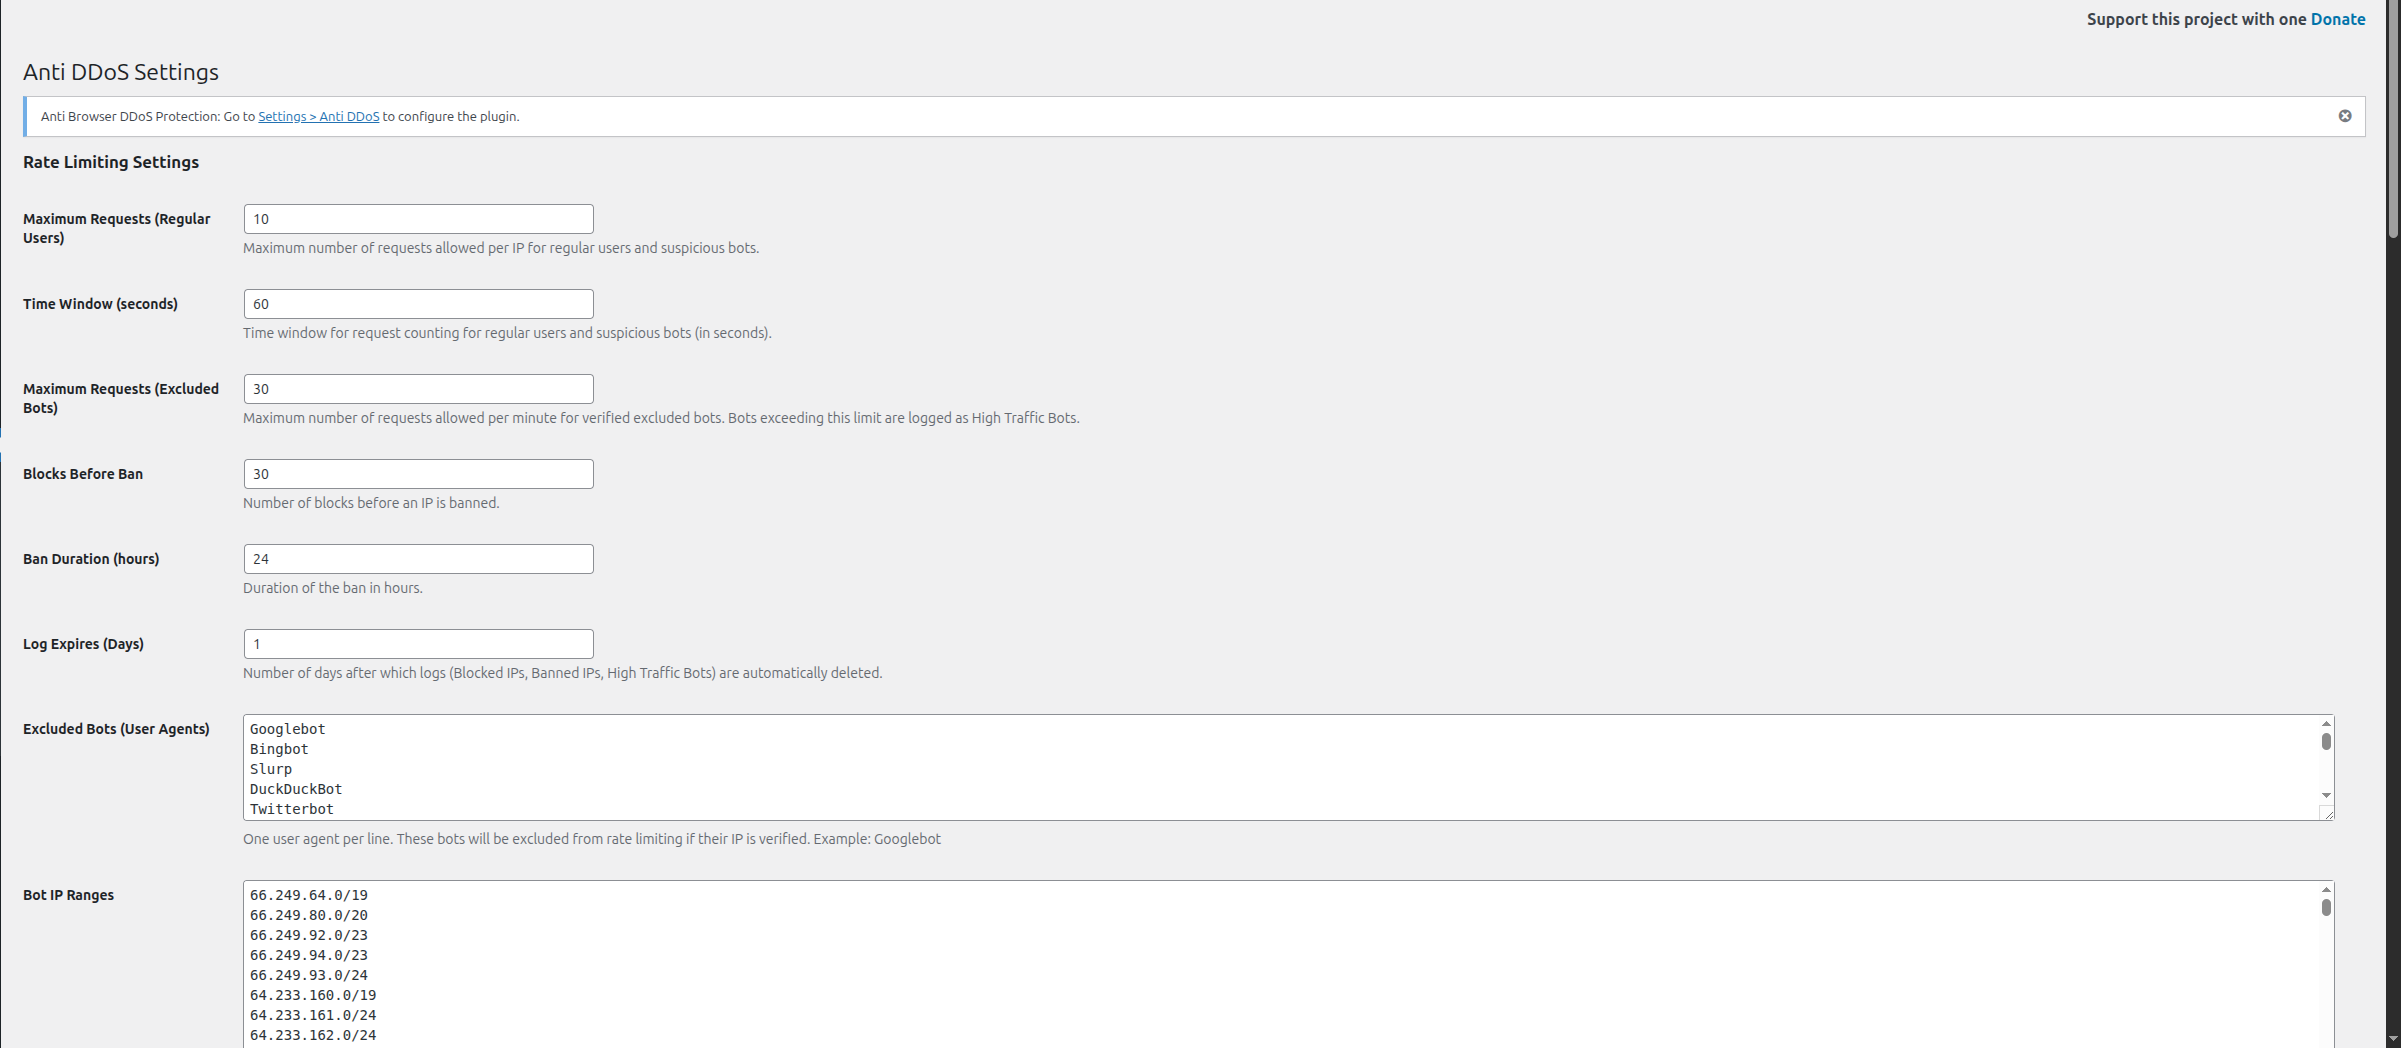 Support this project with one Donate
Anti DDoS Settings
Anti Browser DDoS Protection: Go to Settings > Anti DDoS to configure the plugin.
Rate Limiting Settings
Maximum Requests (Regular
Users)
10
Maximum number of requests allowed per IP for regular users and suspicious bots.
Time Window (seconds)
60
Time window for request counting for regular users and suspicious bots (in seconds).
Maximum Requests (Excluded
Bots)
30
Maximum number of requests allowed per minute for verified excluded bots. Bots exceeding this limit are logged as High Traffic Bots.
Blocks Before Ban
30
Number of blocks before an IP is banned.
Ban Duration (hours)
24
Duration of the ban in hours.
Log Expires (Days)
1
Number of days after which logs (Blocked IPs, Banned IPs, High Traffic Bots) are automatically deleted.
Excluded Bots (User Agents)
Googlebot
Bingbot
Slurp
DuckDuckBot
Twitterbot
One user agent per line. These bots will be excluded from rate limiting if their IP is verified. Example: Googlebot
Bot IP Ranges
66.249.64.0/19
66.249.80.0/20
66.249.92.0/23
66.249.94.0/23
66.249.93.0/24
64.233.160.0/19
64.233.161.0/24
64.233.162.0/24